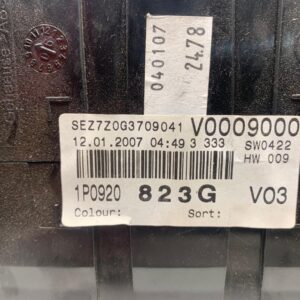 040107
2478
SEZ7Z0G3709041 V0009000
12.01.2007 04:49 3 333 SW0422
HW 009
1P0920 823G V03
Colour: Sort: